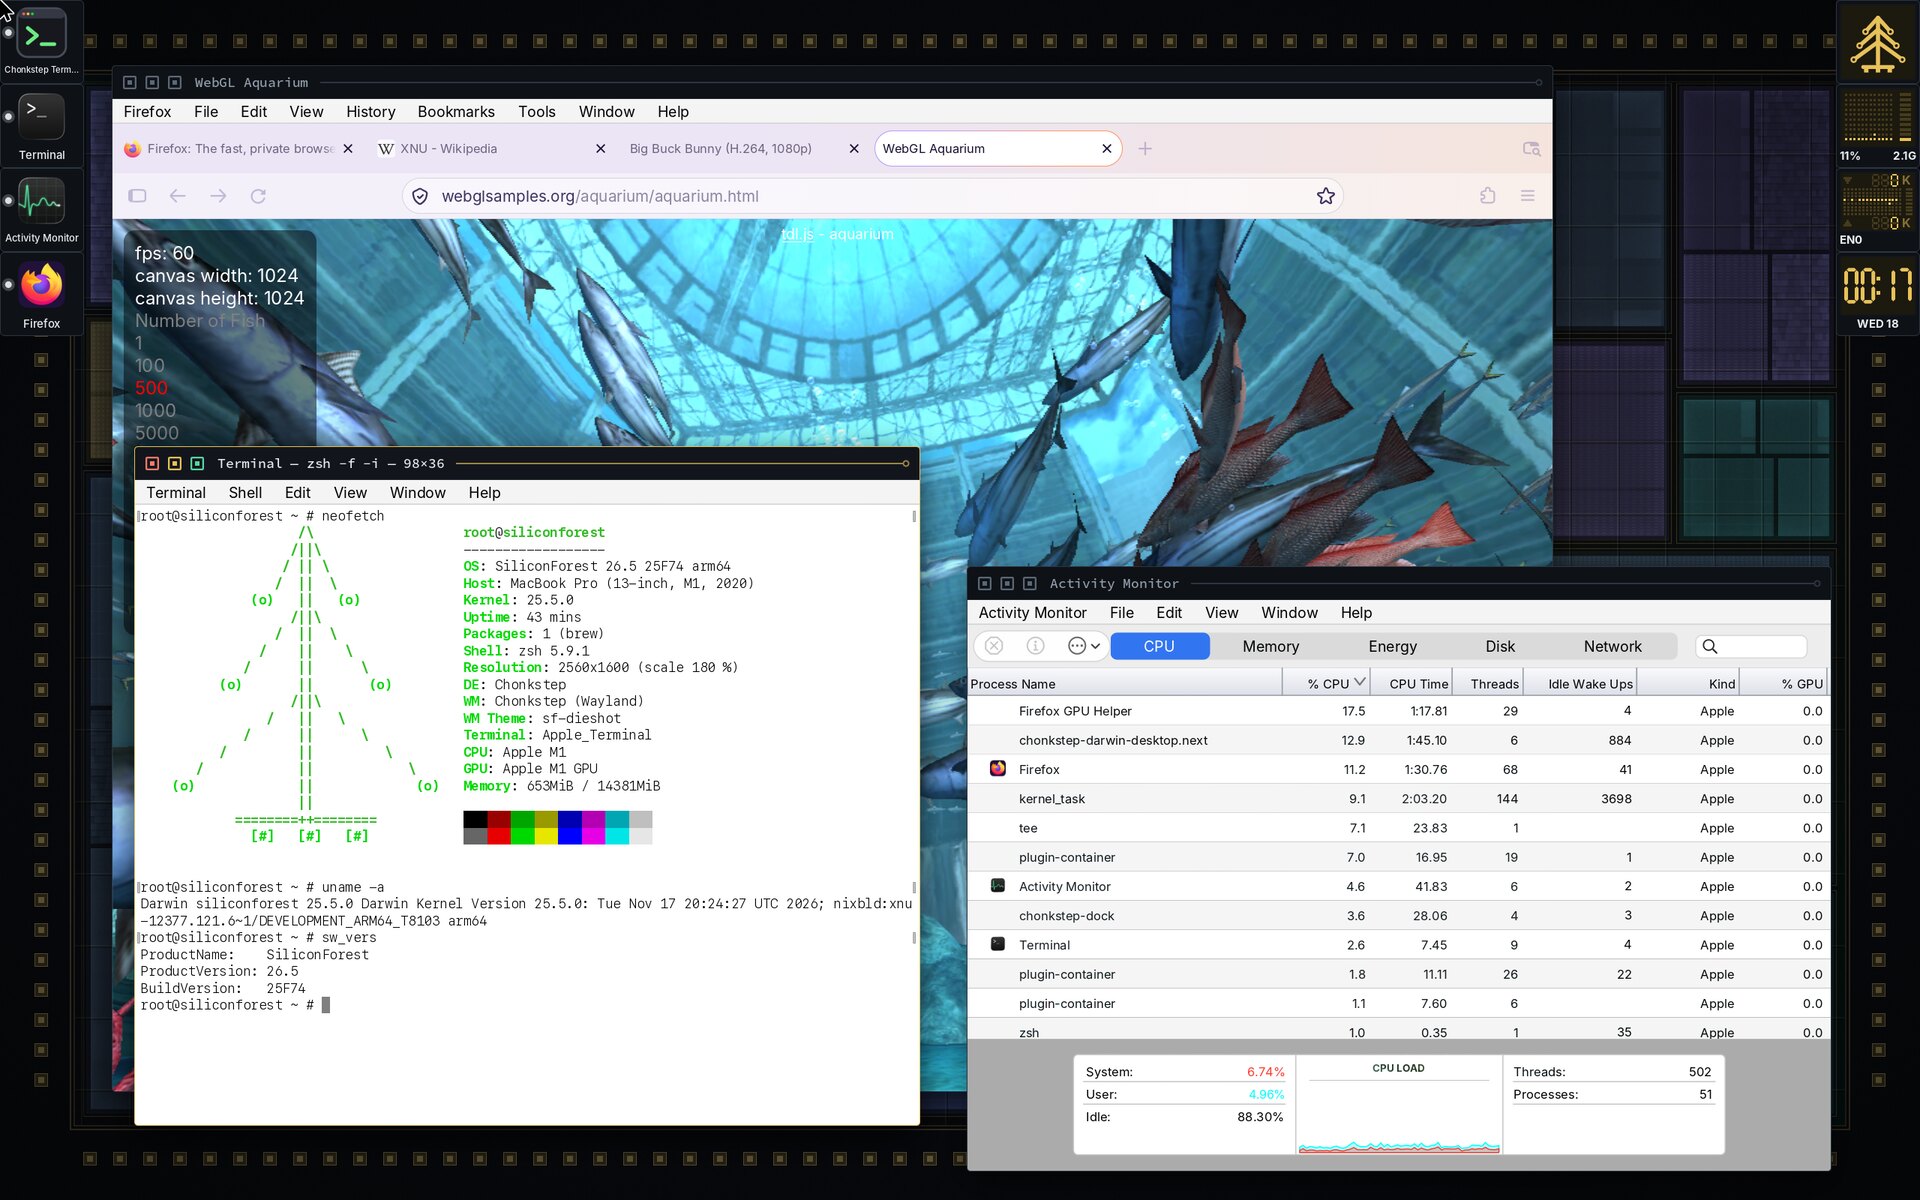 Chonkstep Term...
Terminal
Activity Monitor
Firefox
WebGL Aquarium
Firefox File Edit View History Bookmarks Tools Window Help
Firefox: The fast, private browse
W XNU - Wikipedia
Big Buck Bunny (H.264, 1080p)
WebGL Aquarium
webglsamples.org/aquarium/aquarium.html
tdl.js - aquarium
fps: 60
canvas width: 1024
canvas height: 1024
Number of Fish
1
100
500
1000
5000
Terminal — zsh -f -i — 98×36
Terminal Shell Edit View Window Help
root@siliconforest ~ # neofetch
/\
/||\
/ || \
/ || \
(o) || (o)
/||\
/ || \
/ || \
/ || \
(o) || (o)
/||\
/ || \
/ || \
/ || \
/ || \
(o) || (o)
||
========++========
[#] [#] [#]
root@siliconforest
------------------
OS: SiliconForest 26.5 25F74 arm64
Host: MacBook Pro (13-inch, M1, 2020)
Kernel: 25.5.0
Uptime: 43 mins
Packages: 1 (brew)
Shell: zsh 5.9.1
Resolution: 2560x1600 (scale 180 %)
DE: Chonkstep
WM: Chonkstep (Wayland)
WM Theme: sf-dieshot
Terminal: Apple_Terminal
CPU: Apple M1
GPU: Apple M1 GPU
Memory: 653MiB / 14381MiB
root@siliconforest ~ # uname -a
Darwin siliconforest 25.5.0 Darwin Kernel Version 25.5.0: Tue Nov 17 20:24:27 UTC 2026; nixbld:xnu
-12377.121.6~1/DEVELOPMENT_ARM64_T8103 arm64
root@siliconforest ~ # sw_vers
ProductName: SiliconForest
ProductVersion: 26.5
BuildVersion: 25F74
root@siliconforest ~ #
Activity Monitor
Activity Monitor File Edit View Window Help
CPU Memory Energy Disk Network
Process Name % CPU CPU Time Threads Idle Wake Ups Kind % GPU
Firefox GPU Helper 17.5 1:17.81 29 4 Apple 0.0
chonkstep-darwin-desktop.next 12.9 1:45.10 6 884 Apple 0.0
Firefox 11.2 1:30.76 68 41 Apple 0.0
kernel_task 9.1 2:03.20 144 3698 Apple 0.0
tee 7.1 23.83 1 Apple 0.0
plugin-container 7.0 16.95 19 1 Apple 0.0
Activity Monitor 4.6 41.83 6 2 Apple 0.0
chonkstep-dock 3.6 28.06 4 3 Apple 0.0
Terminal 2.6 7.45 9 4 Apple 0.0
plugin-container 1.8 11.11 26 22 Apple 0.0
plugin-container 1.1 7.60 6 Apple 0.0
zsh 1.0 0.35 1 35 Apple 0.0
System: 6.74%
User: 4.96%
Idle: 88.30%
CPU LOAD
Threads: 502
Processes: 51
11% 2.1G
0 K
0 K
EN0
00:17
WED 18